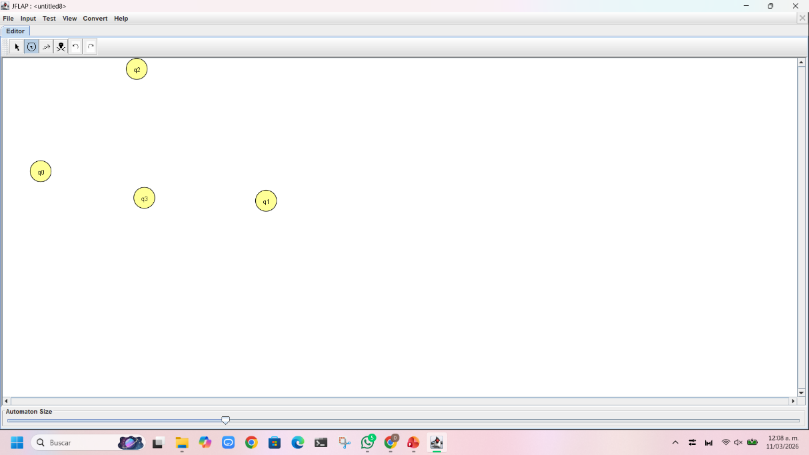 JFLAP : <untitled8>
File Input Test View Convert Help
Editor
q2
q0
q3
q1
Automaton Size
Buscar
12:08 a. m.
11/03/2026